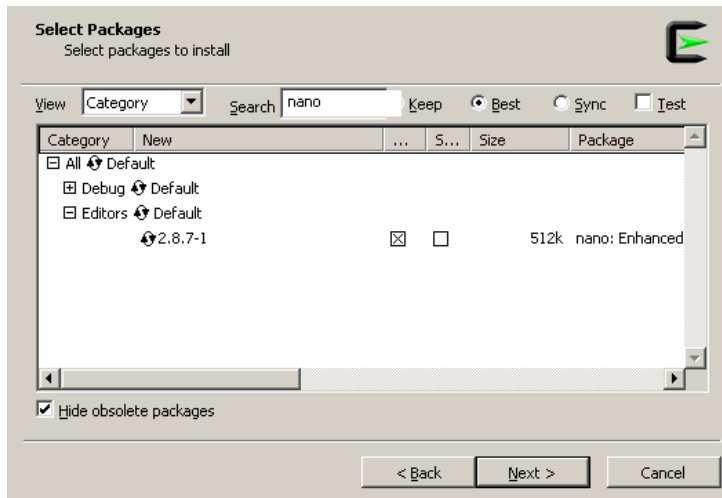 Select Packages
Select packages to install
View Category Search nano Keep Best Sync Test
Category New ... S... Size Package
All Default
Debug Default
Editors Default
2.8.7-1 512k nano: Enhanced
Hide obsolete packages
< Back Next > Cancel